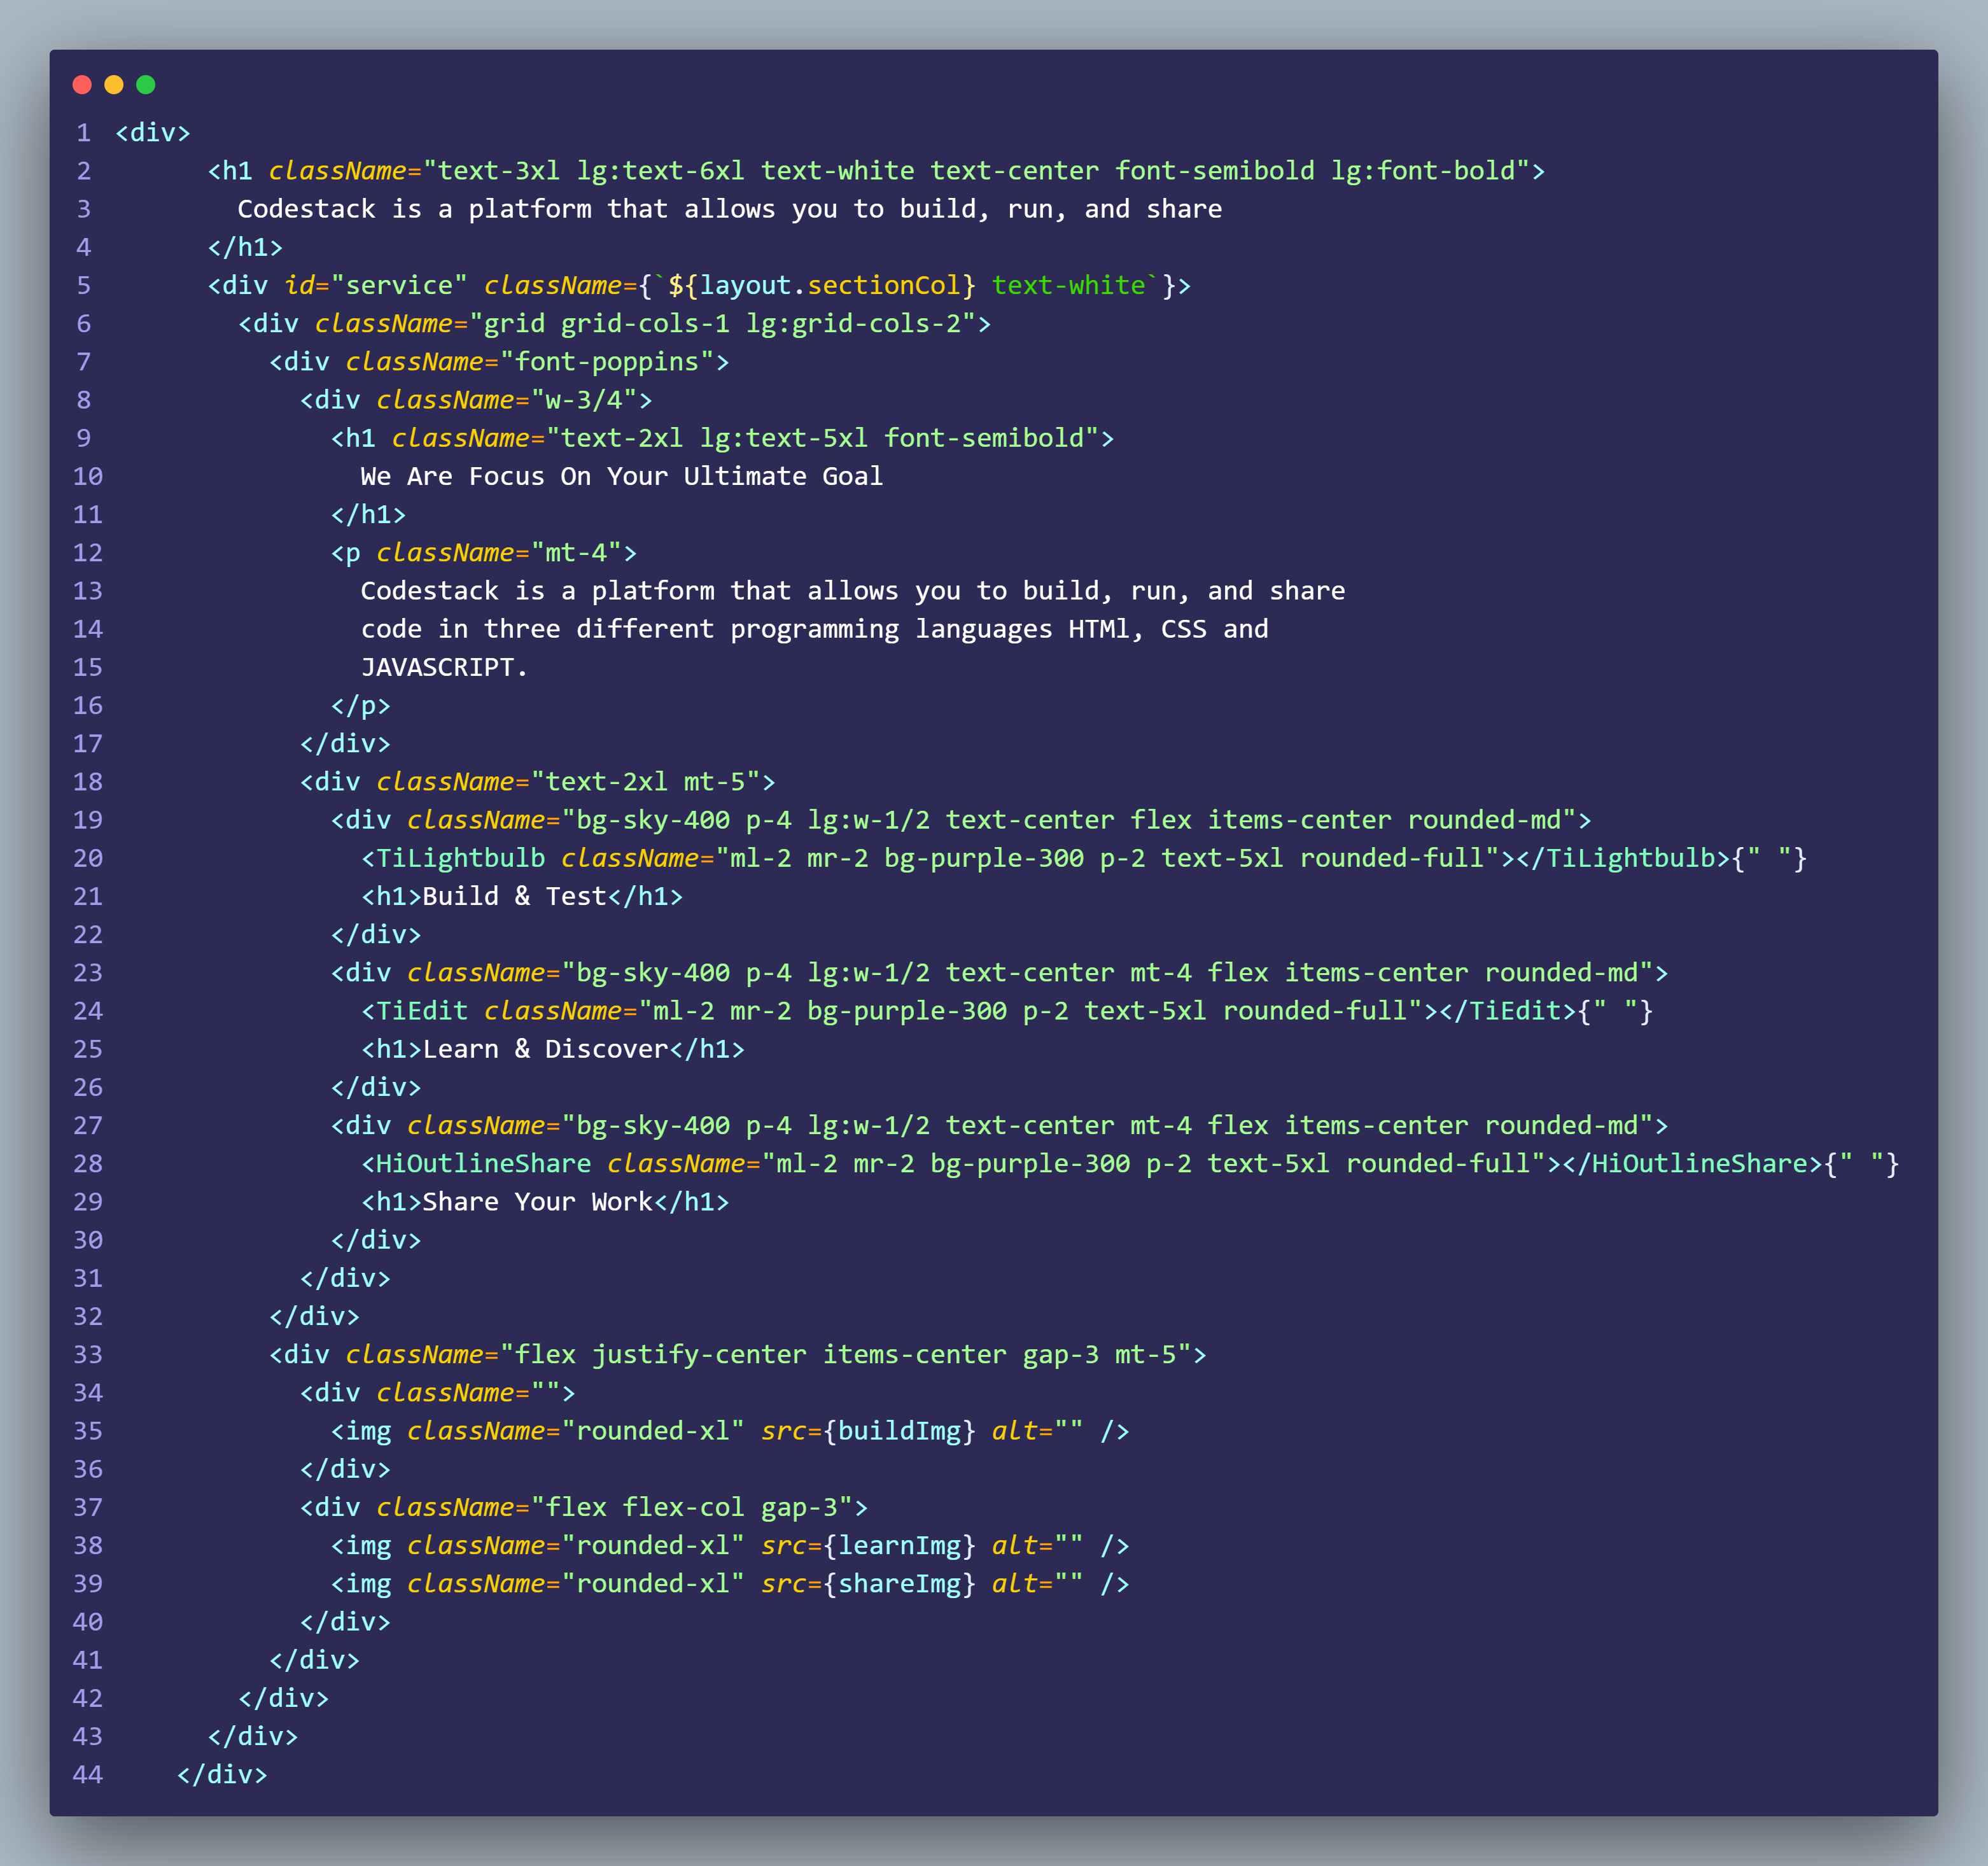 1 <div>
2       <h1 className="text-3xl lg:text-6xl text-white text-center font-semibold lg:font-bold">
3         Codestack is a platform that allows you to build, run, and share
4       </h1>
5       <div id="service" className={`${layout.sectionCol} text-white`}>
6         <div className="grid grid-cols-1 lg:grid-cols-2">
7           <div className="font-poppins">
8             <div className="w-3/4">
9               <h1 className="text-2xl lg:text-5xl font-semibold">
10                 We Are Focus On Your Ultimate Goal
11               </h1>
12               <p className="mt-4">
13                 Codestack is a platform that allows you to build, run, and share
14                 code in three different programming languages HTMl, CSS and
15                 JAVASCRIPT.
16               </p>
17             </div>
18             <div className="text-2xl mt-5">
19               <div className="bg-sky-400 p-4 lg:w-1/2 text-center flex items-center rounded-md">
20                 <TiLightbulb className="ml-2 mr-2 bg-purple-300 p-2 text-5xl rounded-full"></TiLightbulb>{" "}
21                 <h1>Build & Test</h1>
22               </div>
23               <div className="bg-sky-400 p-4 lg:w-1/2 text-center mt-4 flex items-center rounded-md">
24                 <TiEdit className="ml-2 mr-2 bg-purple-300 p-2 text-5xl rounded-full"></TiEdit>{" "}
25                 <h1>Learn & Discover</h1>
26               </div>
27               <div className="bg-sky-400 p-4 lg:w-1/2 text-center mt-4 flex items-center rounded-md">
28                 <HiOutlineShare className="ml-2 mr-2 bg-purple-300 p-2 text-5xl rounded-full"></HiOutlineShare>{" "}
29                 <h1>Share Your Work</h1>
30               </div>
31             </div>
32           </div>
33           <div className="flex justify-center items-center gap-3 mt-5">
34             <div className="">
35               <img className="rounded-xl" src={buildImg} alt="" />
36             </div>
37             <div className="flex flex-col gap-3">
38               <img className="rounded-xl" src={learnImg} alt="" />
39               <img className="rounded-xl" src={shareImg} alt="" />
40             </div>
41           </div>
42         </div>
43       </div>
44     </div>